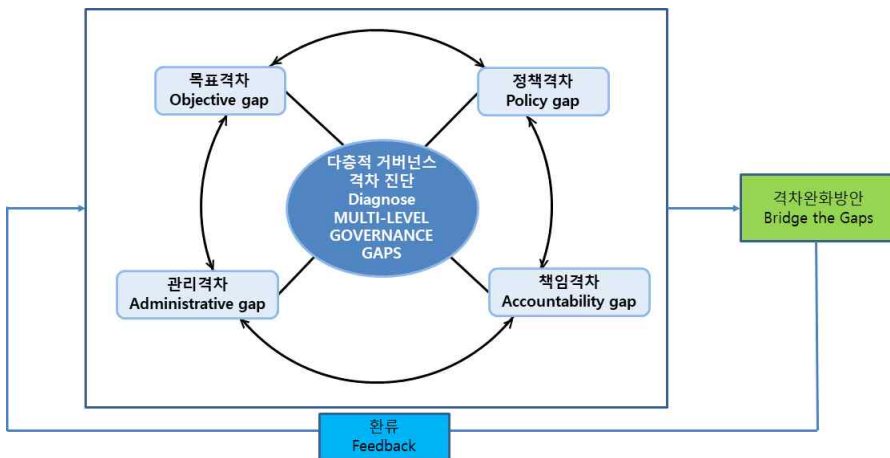 목표격차
Objective gap
정책격차
Policy gap
다층적 거버넌스
격차 진단
Diagnose
MULTI-LEVEL
GOVERNANCE
GAPS
격차완화방안
Bridge the Gaps
관리격차
Administrative gap
책임격차
Accountability gap
환류
Feedback